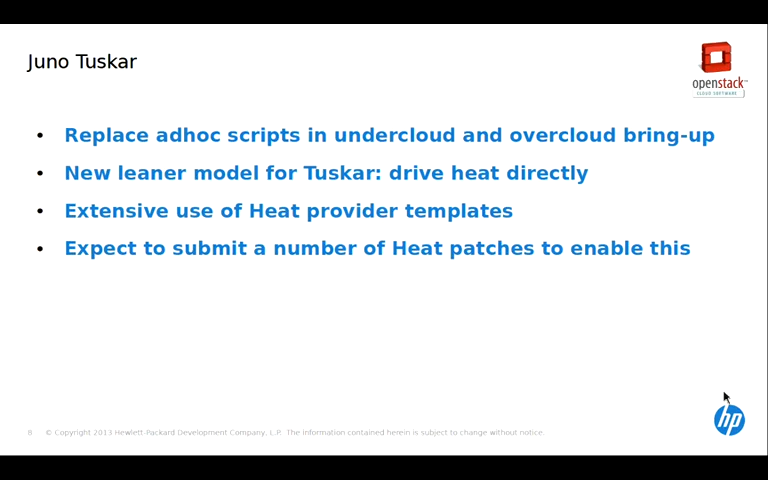 Juno Tuskar
openstack™
CLOUD SOFTWARE
• Replace adhoc scripts in undercloud and overcloud bring-up
• New leaner model for Tuskar: drive heat directly
• Extensive use of Heat provider templates
• Expect to submit a number of Heat patches to enable this
8 © Copyright 2013 Hewlett-Packard Development Company, L.P. The information contained herein is subject to change without notice.
hp